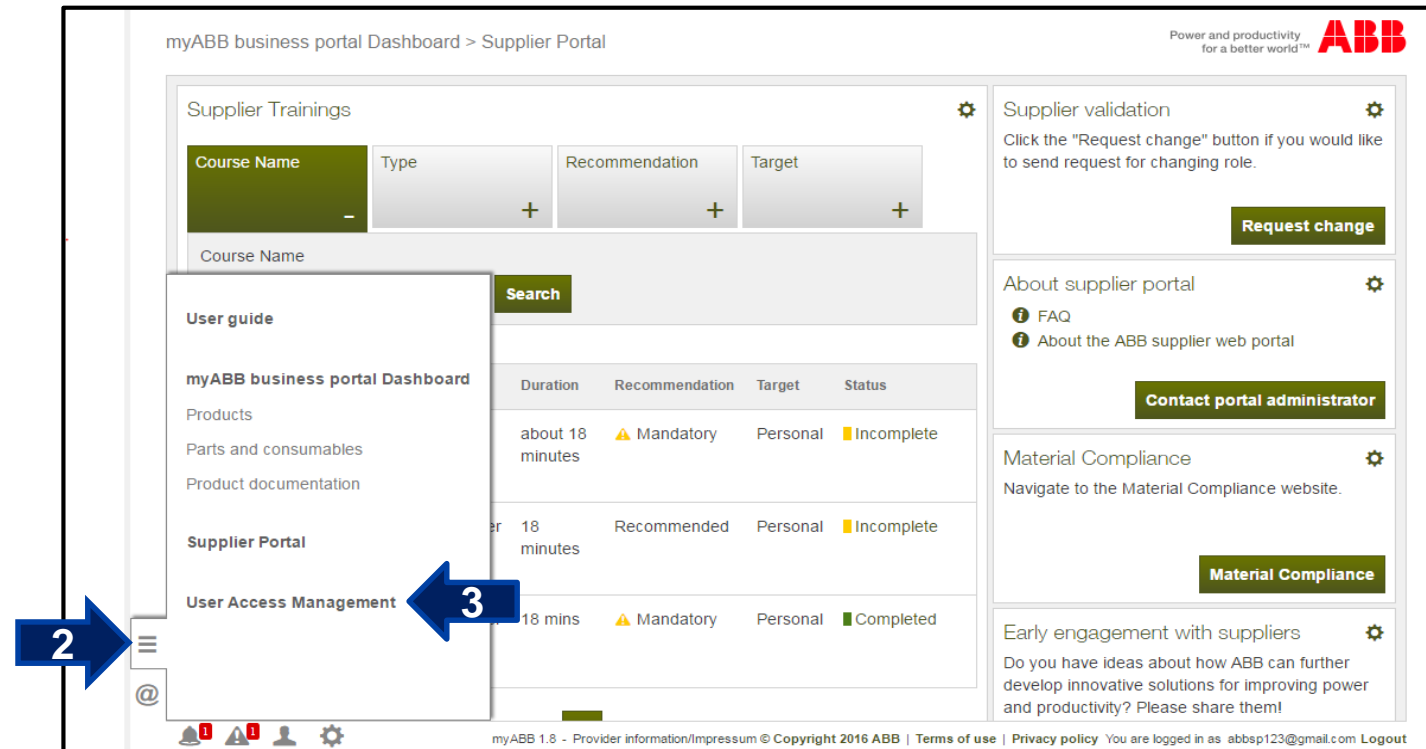 myABB business portal Dashboard > Supplier Portal
Power and productivity
for a better world™
ABB
Supplier Trainings
Course Name
Type
Recommendation
Target
–
+
+
+
Course Name
Search
Duration
Recommendation
Target
Status
about 18
minutes
Mandatory
Personal
Incomplete
er
18
minutes
Recommended
Personal
Incomplete
er
18 mins
Mandatory
Personal
Completed
User guide
myABB business portal Dashboard
Products
Parts and consumables
Product documentation
Supplier Portal
User Access Management
3
2
@
Supplier validation
Click the "Request change" button if you would like
to send request for changing role.
Request change
About supplier portal
FAQ
About the ABB supplier web portal
Contact portal administrator
Material Compliance
Navigate to the Material Compliance website.
Material Compliance
Early engagement with suppliers
Do you have ideas about how ABB can further
develop innovative solutions for improving power
and productivity? Please share them!
1
1
myABB 1.8 - Provider information/Impressum © Copyright 2016 ABB | Terms of use | Privacy policy You are logged in as abbsp123@gmail.com Logout